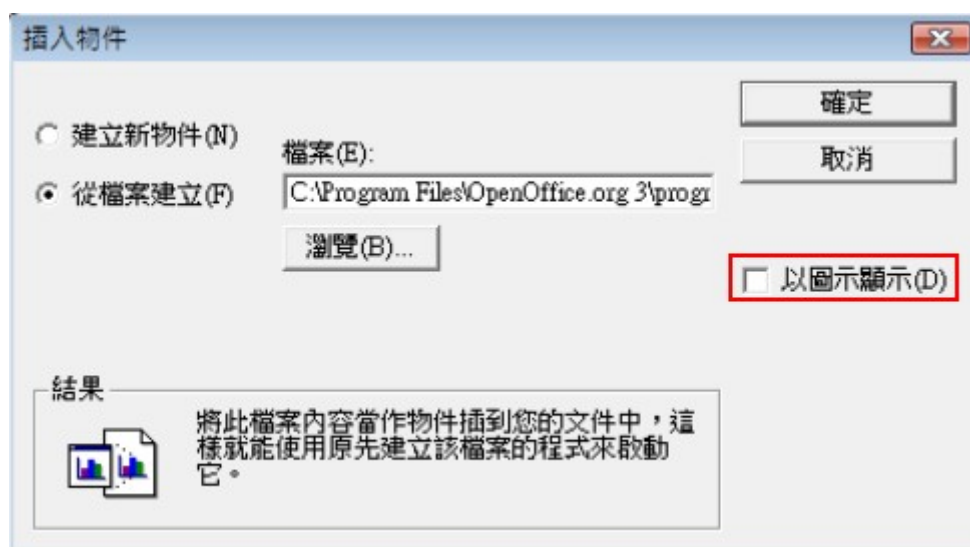 插入物件
建立新物件(N)
從檔案建立(F)
檔案(E):
C:\Program Files\OpenOffice.org 3\progr
瀏覽(B)...
確定
取消
以圖示顯示(D)
結果
將此檔案內容當作物件插到您的文件中，這
樣就能使用原先建立該檔案的程式來啟動
它。